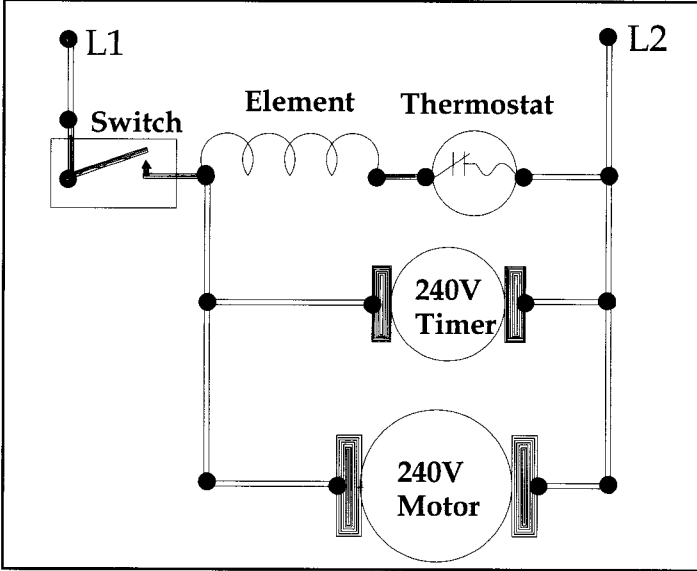 L1
L2
Element
Thermostat
Switch
240V
Timer
240V
Motor